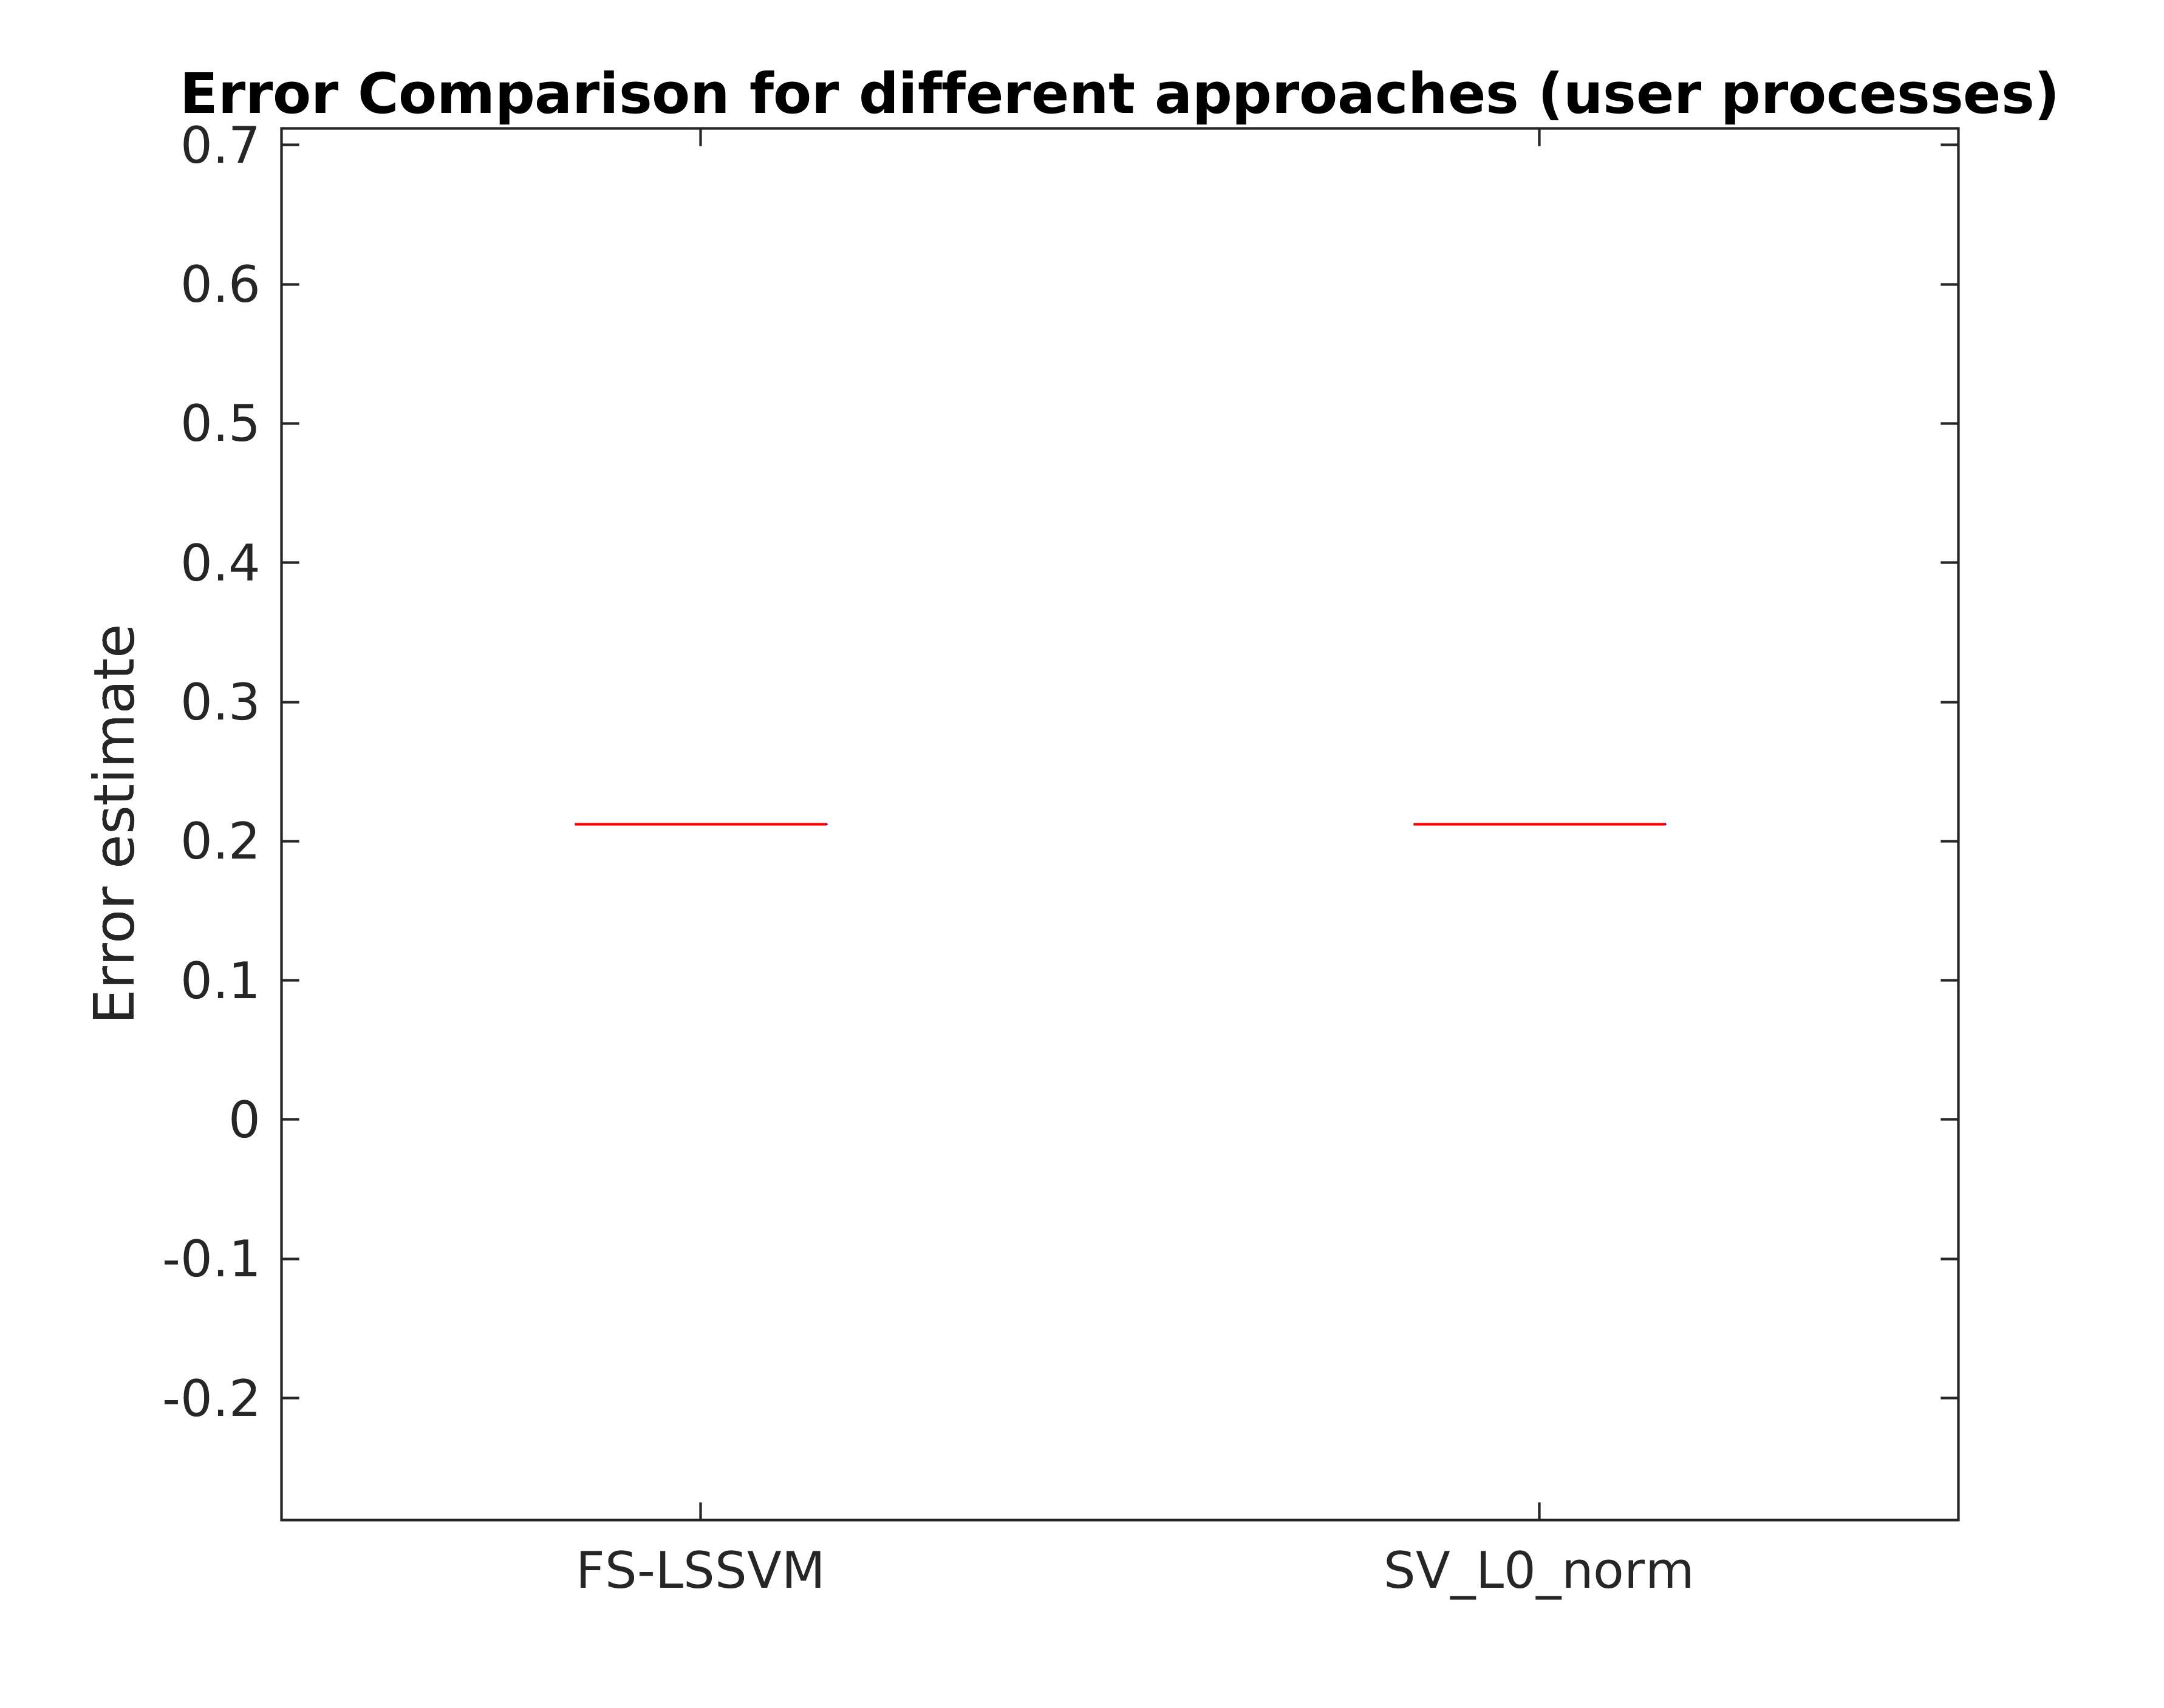 Error Comparison for different approaches (user processes)
0.7
0.6
0.5
0.4
0.3
0.2
0.1
0
-0.1
-0.2
Error estimate
FS-LSSVM
SV_L0_norm